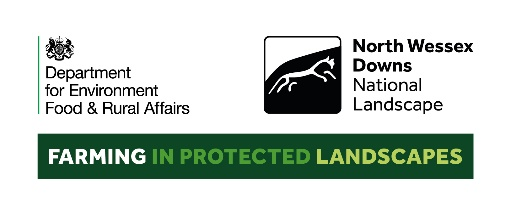 Department
for Environment
Food & Rural Affairs
North Wessex
Downs
National
Landscape
FARMING IN PROTECTED LANDSCAPES